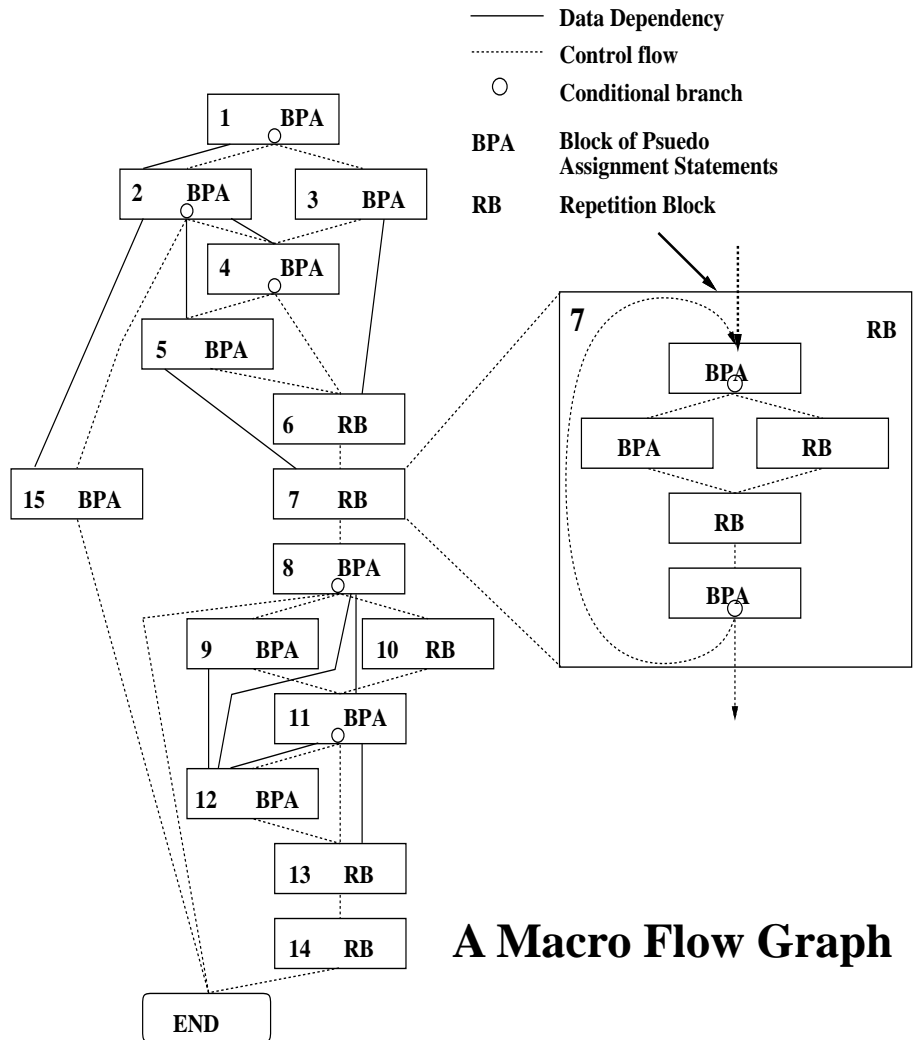 Data Dependency
Control flow
Conditional branch
BPA Block of Psuedo
Assignment Statements
RB Repetition Block
1 BPA
2 BPA
3 BPA
4 BPA
5 BPA
6 RB
15 BPA
7 RB
8 BPA
9 BPA
10 RB
11 BPA
12 BPA
13 RB
14 RB
END
7 RB
BPA
BPA RB
RB
BPA
A Macro Flow Graph